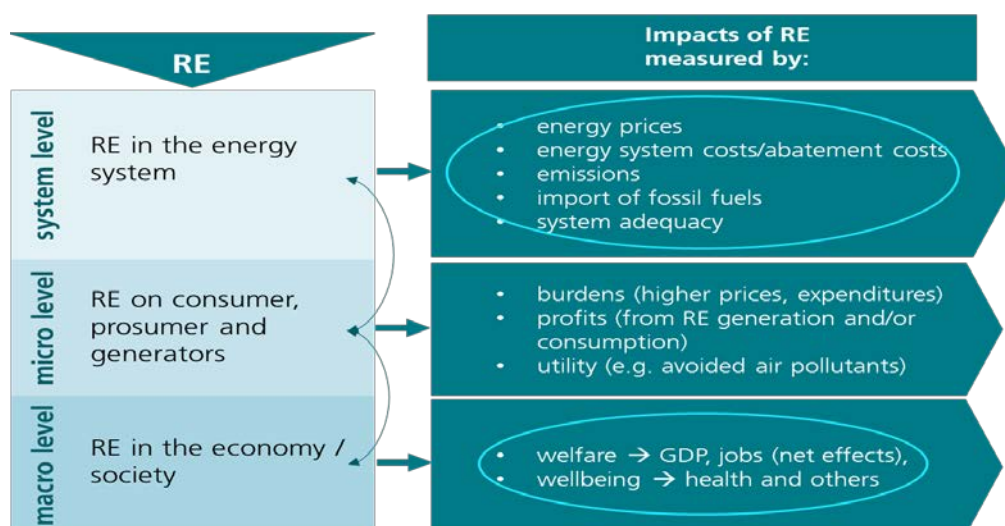 RE
Impacts of RE
measured by:
system level
RE in the energy
system
• energy prices
• energy system costs/abatement costs
• emissions
• import of fossil fuels
• system adequacy
micro level
RE on consumer,
prosumer and
generators
• burdens (higher prices, expenditures)
• profits (from RE generation and/or
consumption)
• utility (e.g. avoided air pollutants)
macro level
RE in the economy /
society
• welfare → GDP, jobs (net effects),
• wellbeing → health and others